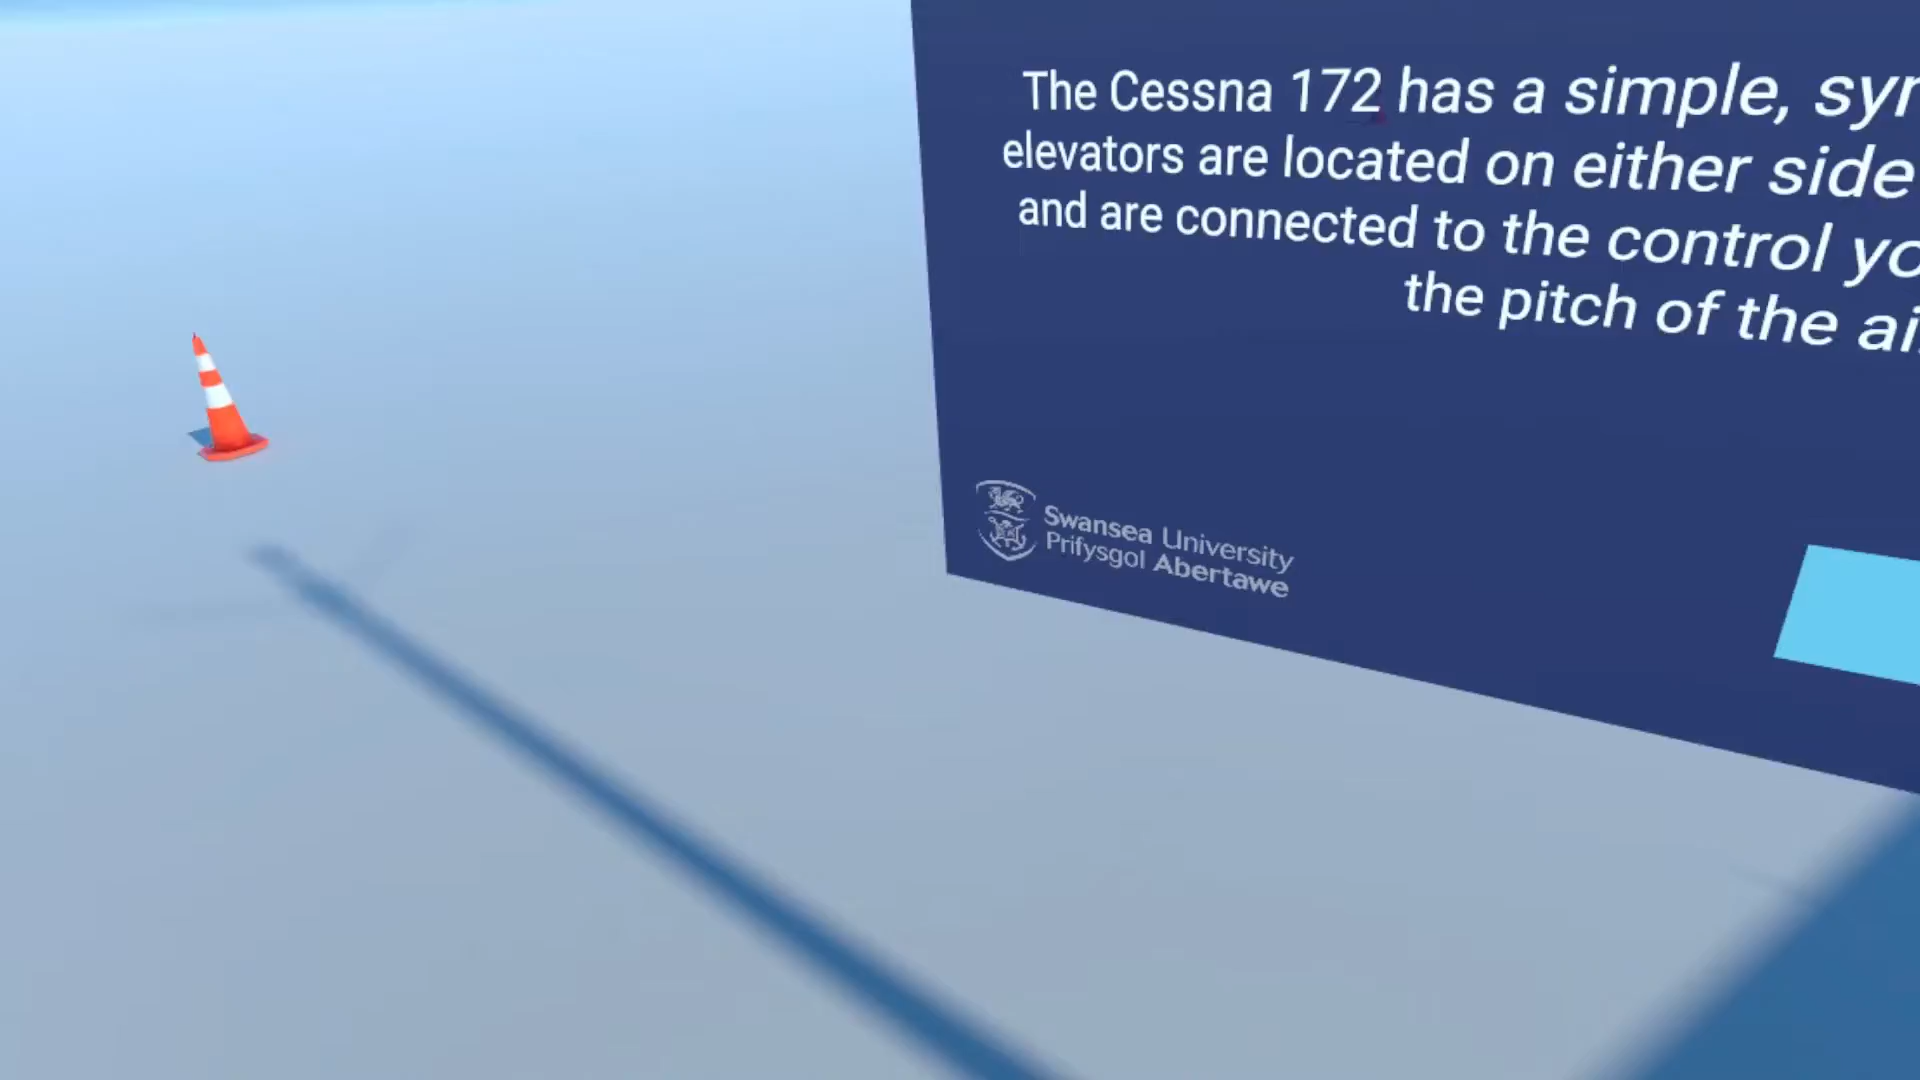 The Cessna 172 has a simple,
elevators are located on either side
and are connected to the control
the pitch of the
Swansea University
Prifysgol Abertawe